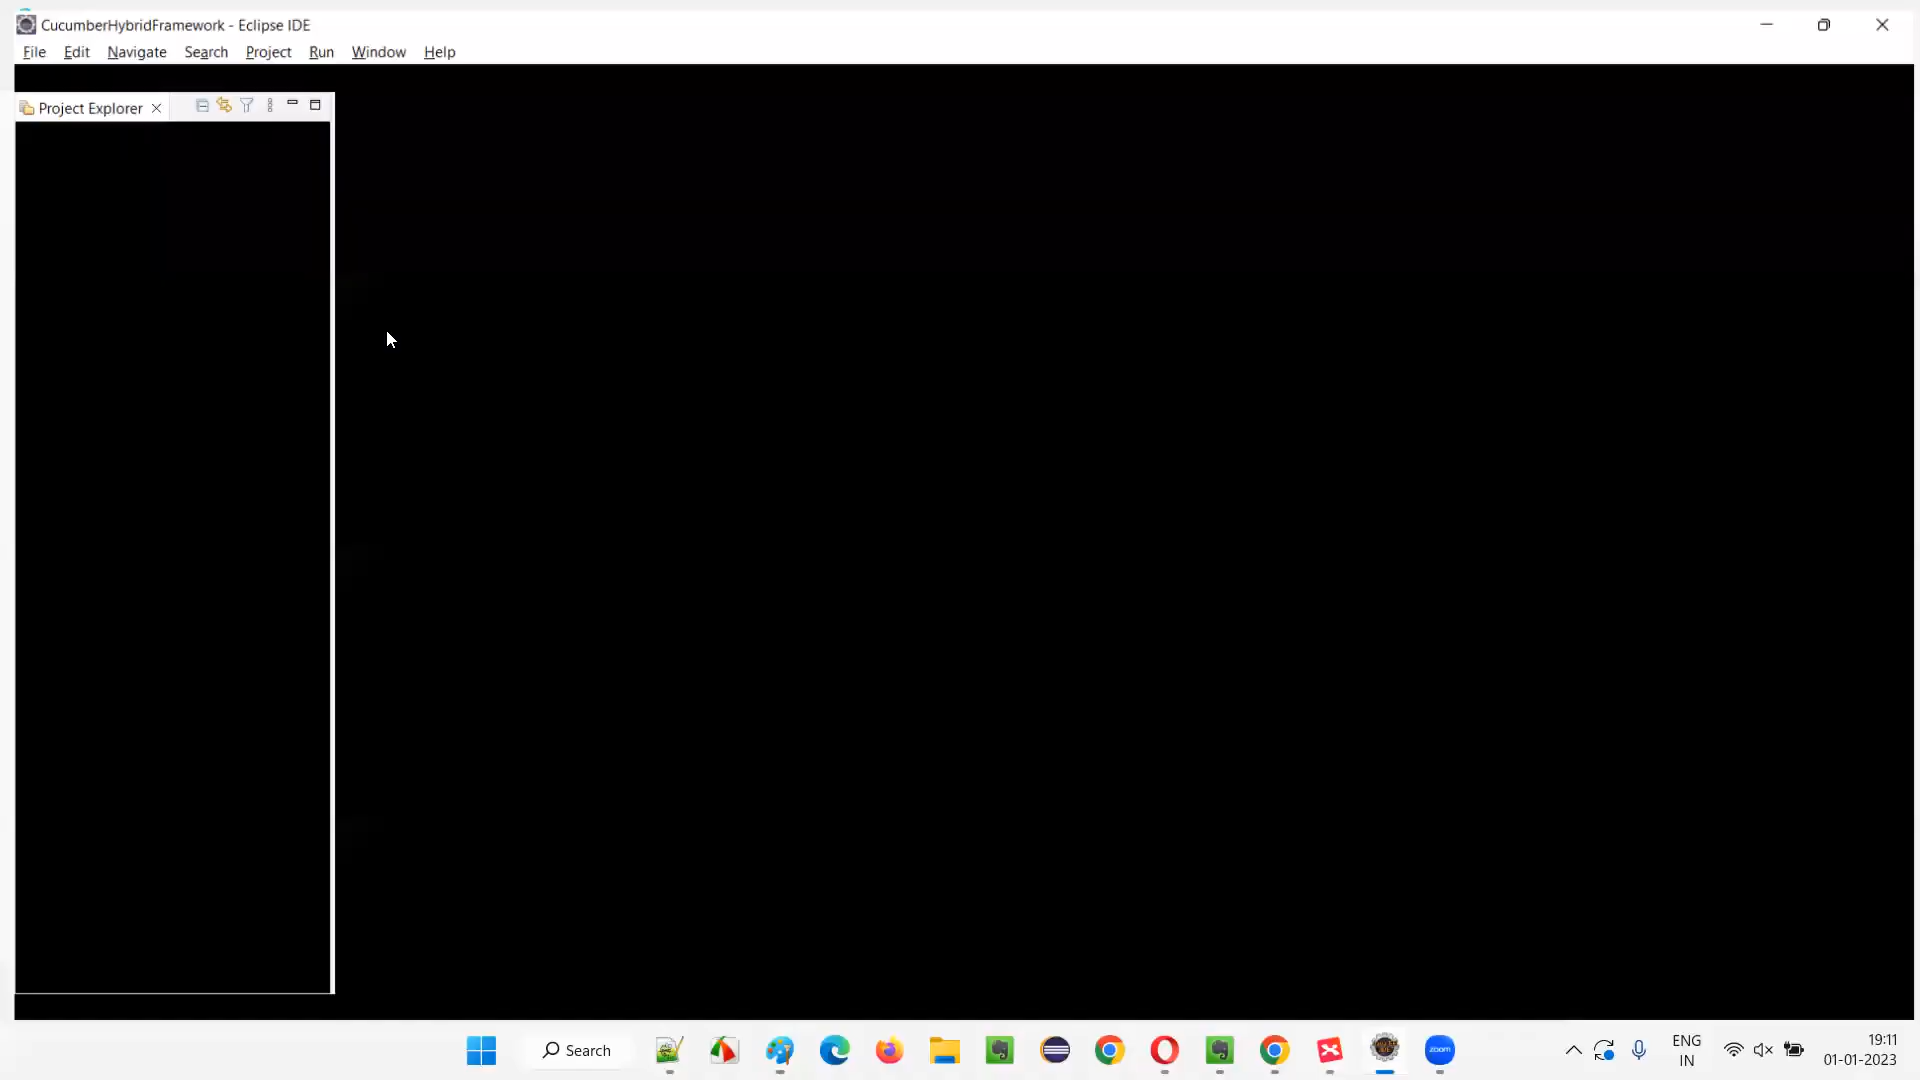 CucumberHybridFramework - Eclipse IDE
File Edit Navigate Search Project Run Window Help
Project Explorer
Search
zoom
ENG
IN
19:11
01-01-2023